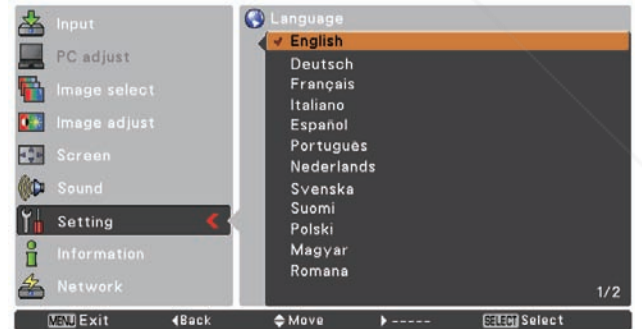 Input
PC adjust
Image select
Image adjust
Screen
Sound
Setting
Information
Network
Language
English
Deutsch
Français
Italiano
Español
Português
Nederlands
Svenska
Suomi
Polski
Magyar
Romana
1/2
MENU Exit ◀Back Move ▶----- SELECT Select